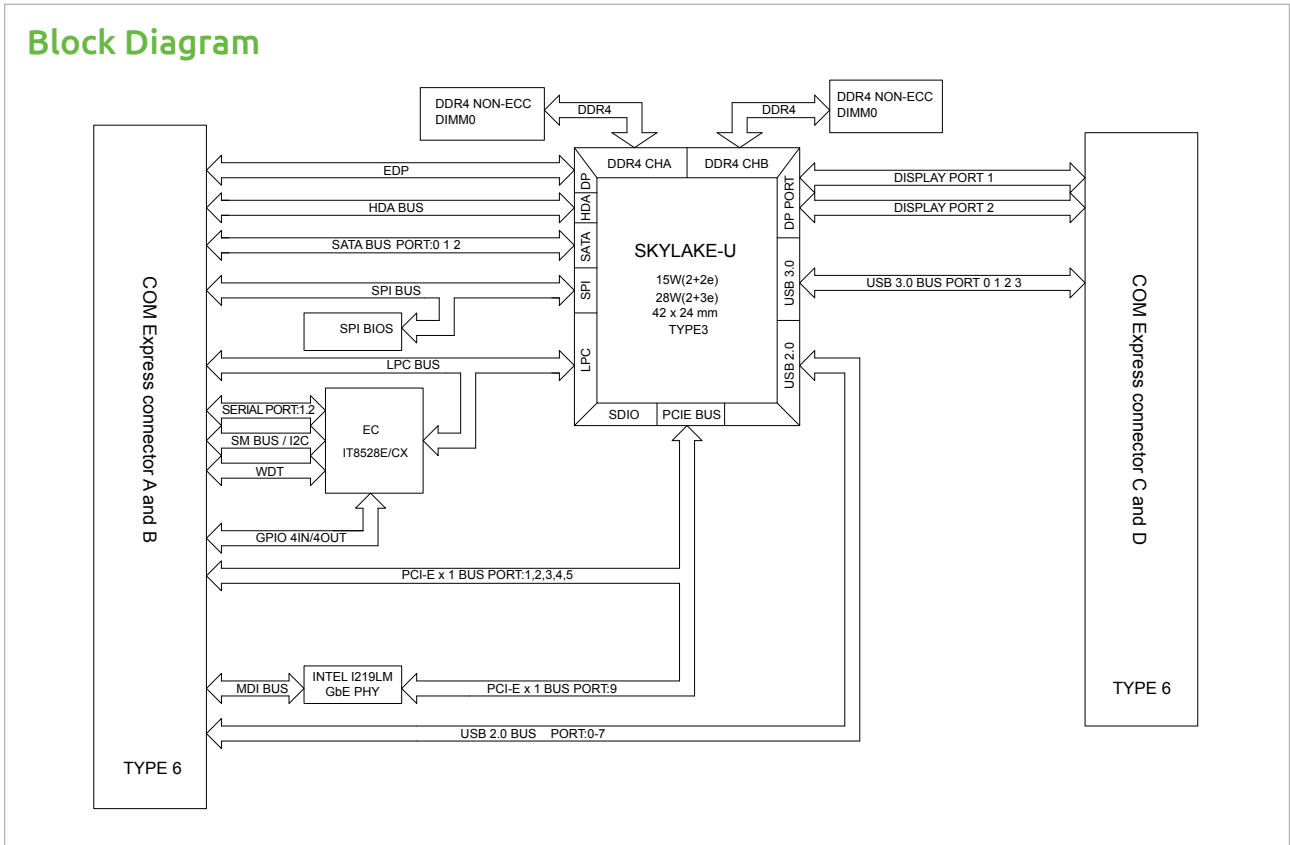 Block Diagram
DDR4 NON-ECC
DIMM0
DDR4
DDR4
DDR4 NON-ECC
DIMM0
DDR4 CHA
DDR4 CHB
EDP
DP
HDA BUS
HDA
SATA BUS PORT:0 1 2
SATA
SPI BUS
SPI
SPI BIOS
LPC BUS
LPC
SKYLAKE-U
15W(2+2e)
28W(2+3e)
42 x 24 mm
TYPE3
DP PORT
DISPLAY PORT 1
DISPLAY PORT 2
USB 3.0
USB 3.0 BUS PORT 0 1 2 3
USB 2.0
SDIO
PCIE BUS
SERIAL PORT:1.2
SM BUS / I2C
WDT
EC
IT8528E/CX
GPIO 4IN/4OUT
PCI-E x 1 BUS PORT:1,2,3,4,5
MDI BUS
INTEL I219LM
GbE PHY
PCI-E x 1 BUS PORT:9
USB 2.0 BUS PORT:0-7
COM Express connector A and B
TYPE 6
COM Express connector C and D
TYPE 6